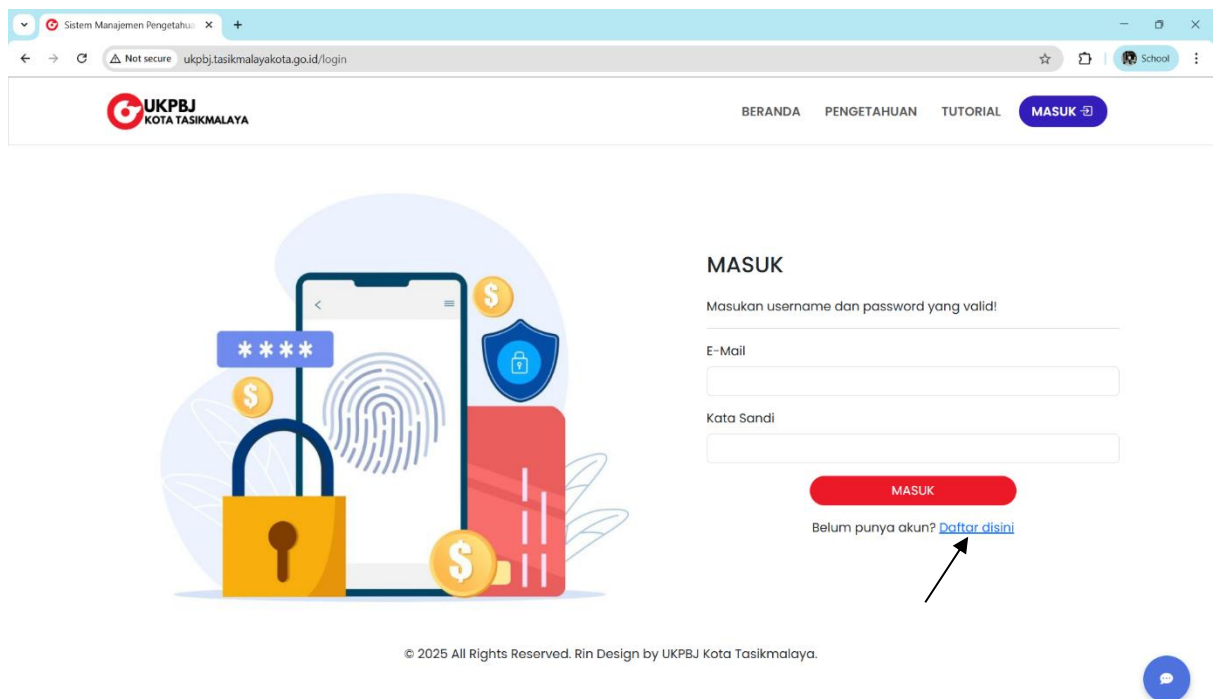 Sistem Manajemen Pengetahua
Not secure ukpbj.tasikmalayakota.go.id/login
School
UKPBJ
KOTA TASIKMALAYA
BERANDA PENGETAHUAN TUTORIAL MASUK
MASUK
Masukan username dan password yang valid!
****
E-Mail
Kata Sandi
MASUK
Belum punya akun? Daftar disini
© 2025 All Rights Reserved. Rin Design by UKPBJ Kota Tasikmalaya.